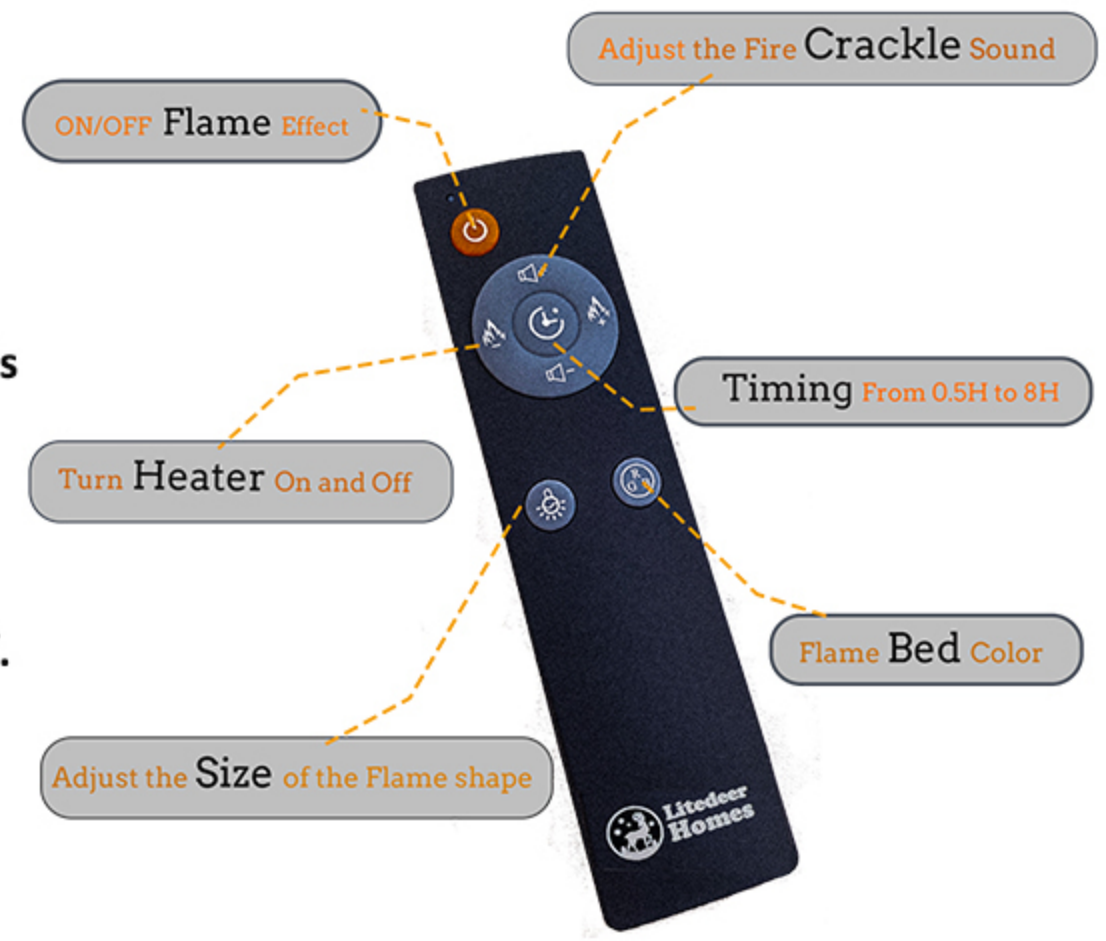 Adjust the Fire Crackle Sound
ON/OFF Flame Effect
s
Timing From 0.5H to 8H
Turn Heater On and Off
R
G B
Flame Bed Color
.
Adjust the Size of the Flame shape
Litedeer
Homes